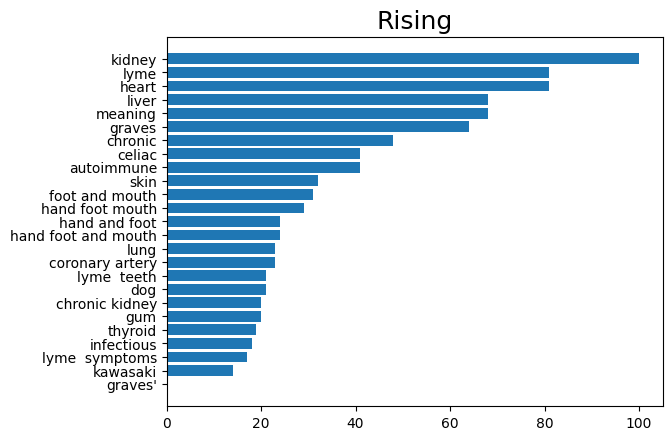 Rising
kidney
lyme
heart
liver
meaning
graves
chronic
celiac
autoimmune
skin
foot and mouth
hand foot mouth
hand and foot
hand foot and mouth
lung
coronary artery
lyme  teeth
dog
chronic kidney
gum
thyroid
infectious
lyme  symptoms
kawasaki
graves'
0 20 40 60 80 100